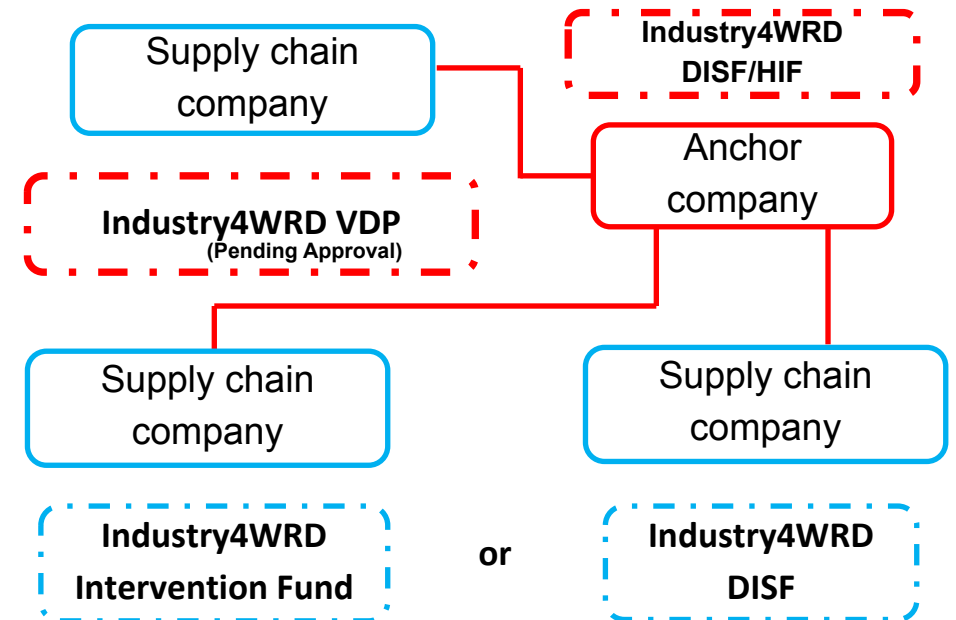 Supply chain
company
Industry4WRD
DISF/HIF
Anchor
company
Industry4WRD VDP
(Pending Approval)
Supply chain
company
Supply chain
company
Industry4WRD
Intervention Fund
or
Industry4WRD
DISF